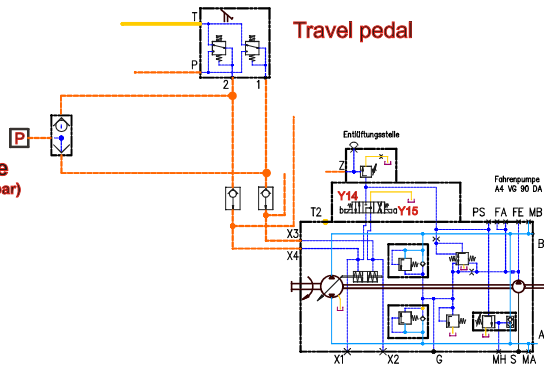 T
Travel pedal
P
2 1
P
e
bar)
Entlüftungsstelle
Z
Fahrenpumpe
A4 VG 90 DA
Y14
Y15
T2
PS FA FE MB
X3
B
X4
A
X1 X2 G MH S MA